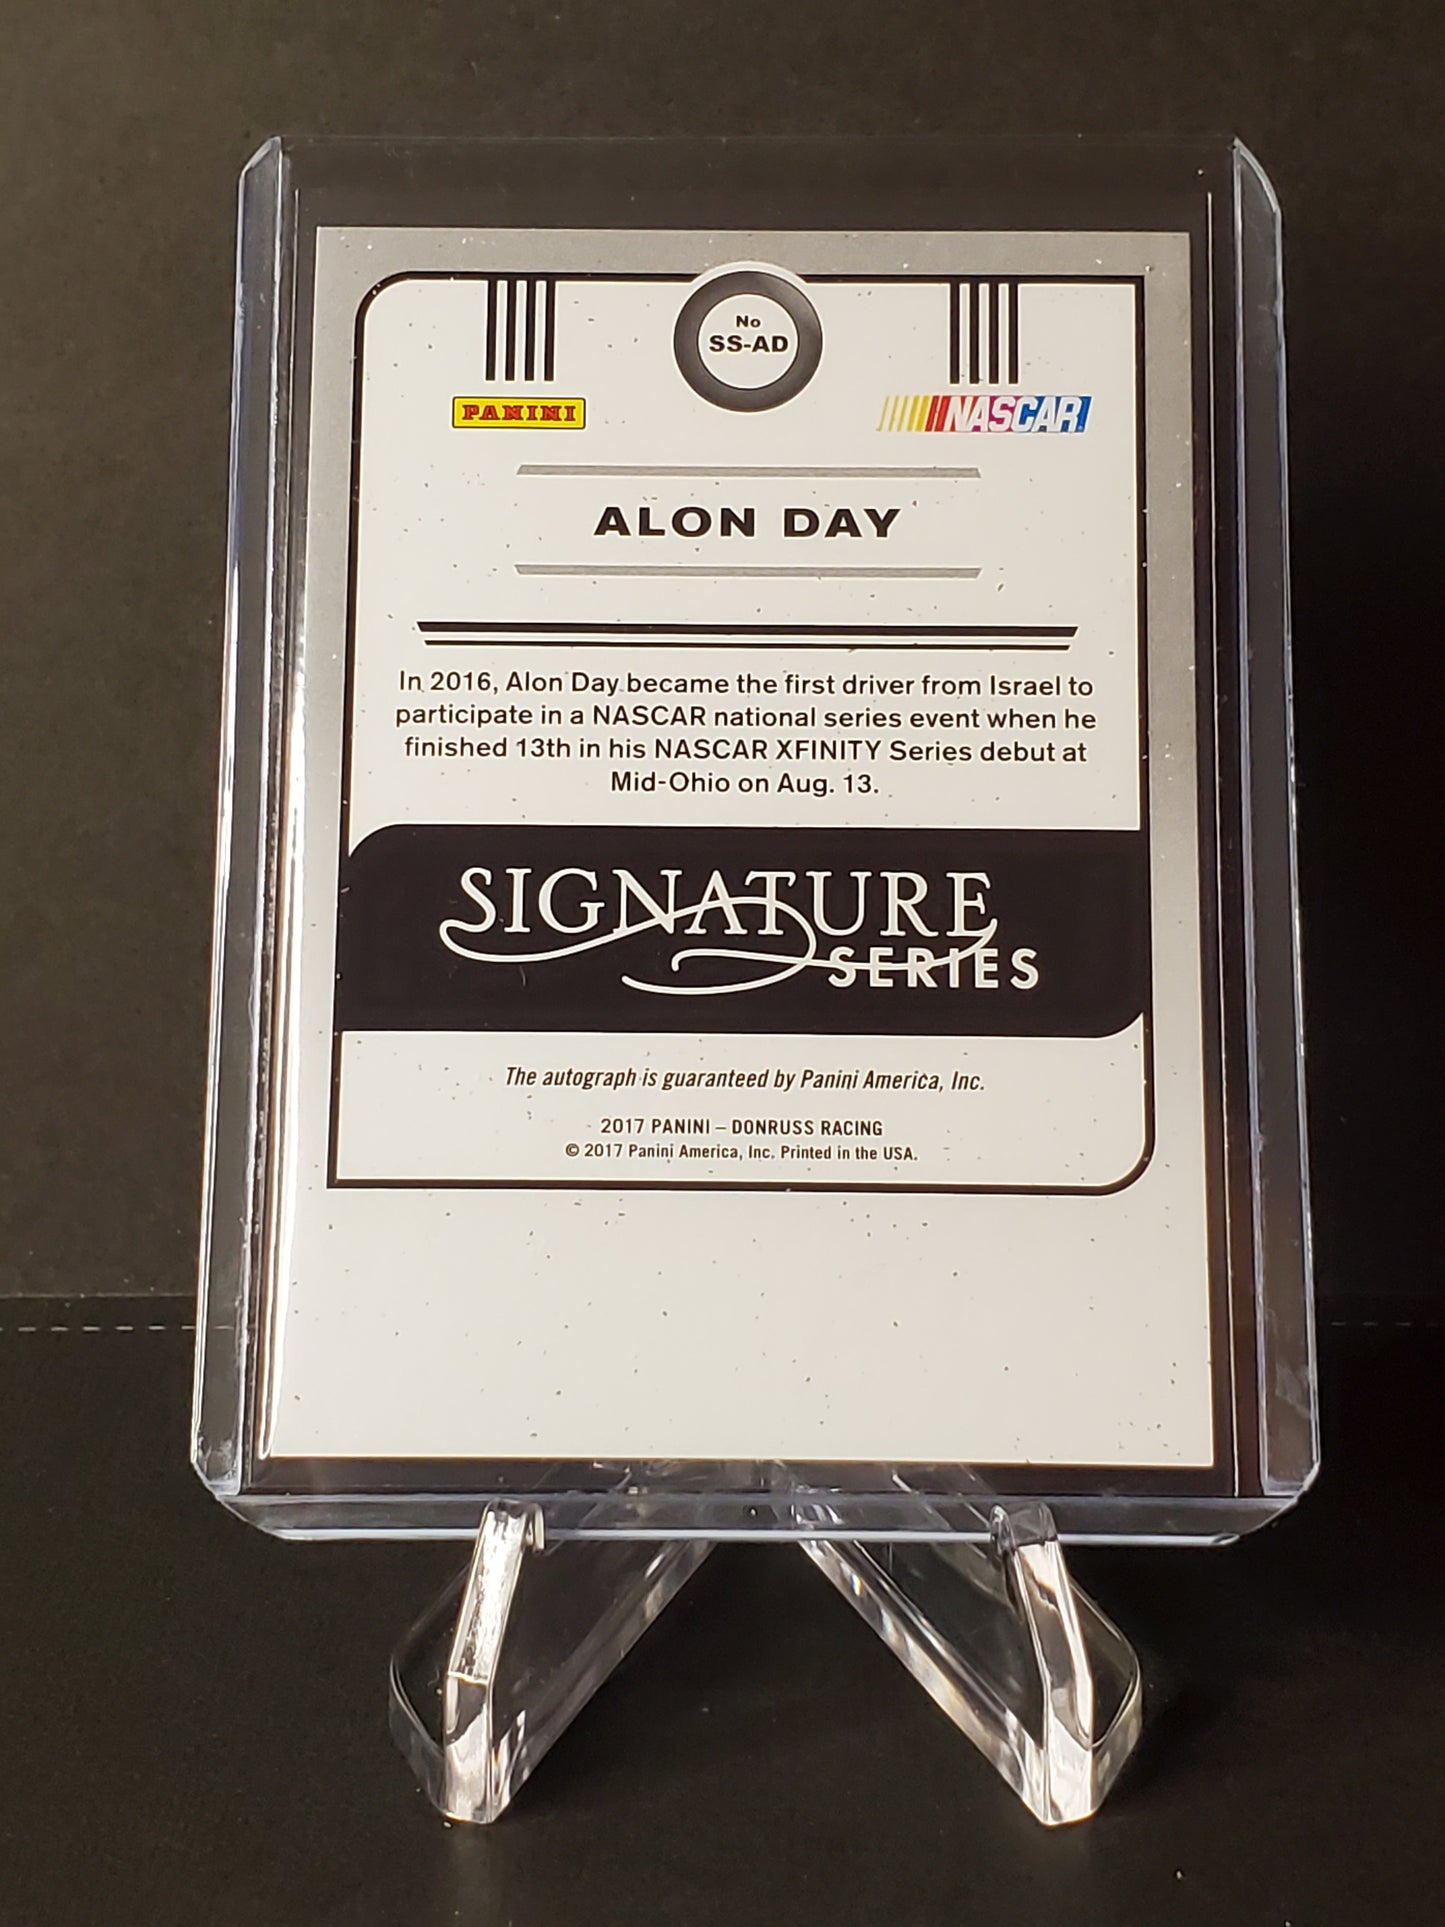 No
SS-AD
PANINI
NASCAR
ALON DAY
In 2016, Alon Day became the first driver from Israel to
participate in a NASCAR national series event when he
finished 13th in his NASCAR XFINITY Series debut at
Mid-Ohio on Aug. 13.
SIGNATURE
SERIES
The autograph is guaranteed by Panini America, Inc.
2017 PANINI – DONRUSS RACING
© 2017 Panini America, Inc. Printed in the USA.